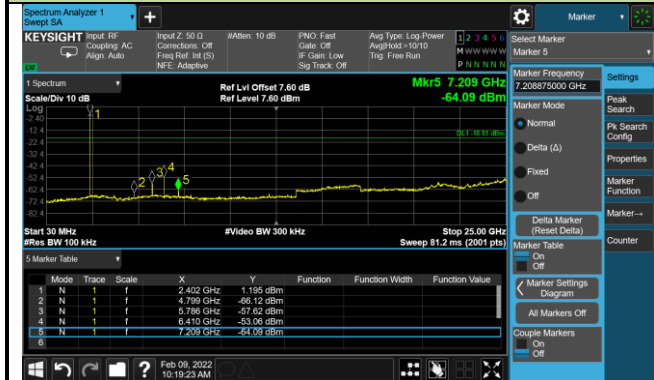 Spectrum Analyzer 1
Swept SA
+
Marker
KEYSIGHT
Input: RF
Coupling: AC
Align: Auto
Input Z: 50 Ω
Corrections: Off
Freq Ref: Int (S)
NFE: Adaptive
#Atten: 10 dB
PNO: Fast
Gate: Off
IF Gain: Low
Sig Track: Off
Avg Type: Log-Power
Avg|Hold:>10/10
Trig: Free Run
1 2 3 4 5 6
M W W W W W
P N N N N N
LXI
1 Spectrum
Scale/Div 10 dB
Log
Ref Lvl Offset 7.60 dB
Ref Level 7.60 dBm
Mkr5 7.209 GHz
-64.09 dBm
-2.40
-12.4
-22.4
-32.4
-42.4
-52.4
-62.4
-72.4
-82.4
1
2
3
4
5
Start 30 MHz
#Res BW 100 kHz
#Video BW 300 kHz
Stop 25.00 GHz
Sweep 81.2 ms (2001 pts)
5 Marker Table
Mode Trace Scale X Y Function Function Width Function Value
1 N 1 f 2.402 GHz 1.195 dBm
2 N 1 f 4.799 GHz -66.12 dBm
3 N 1 f 5.786 GHz -57.62 dBm
4 N 1 f 6.410 GHz -53.06 dBm
5 N 1 f 7.209 GHz -64.09 dBm
6
?
Feb 09, 2022
10:19:23 AM
Select Marker
Marker 5
Marker Frequency
7.208875000 GHz
Marker Mode
Normal
Delta (Δ)
Fixed
Off
Delta Marker
(Reset Delta)
Marker Table
On
Off
Marker Settings
Diagram
All Markers Off
Couple Markers
On
Off
Settings
Peak
Search
Pk Search
Config
Properties
Marker
Function
Marker→
Counter